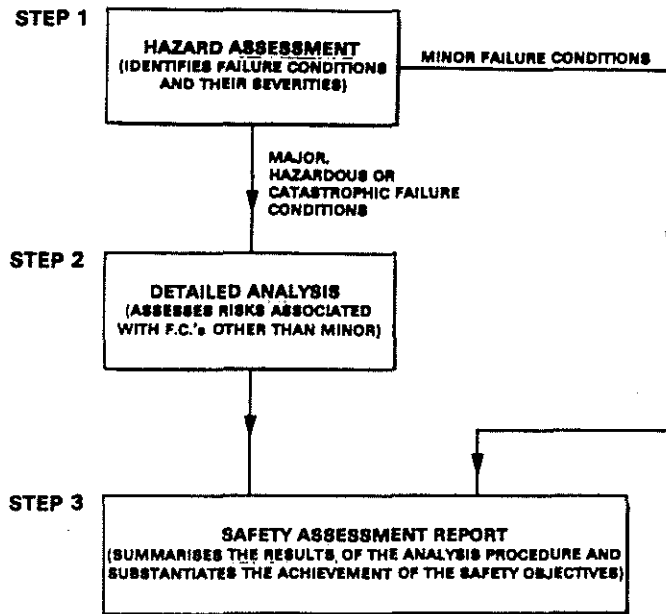 STEP 1
HAZARD ASSESSMENT
(IDENTIFIES FAILURE CONDITIONS
AND THEIR SEVERITIES)
MINOR FAILURE CONDITIONS
MAJOR,
HAZARDOUS OR
CATASTROPHIC FAILURE
CONDITIONS
STEP 2
DETAILED ANALYSIS
(ASSESSES RISKS ASSOCIATED
WITH F.C.'s OTHER THAN MINOR)
STEP 3
SAFETY ASSESSMENT REPORT
(SUMMARISES THE RESULTS OF THE ANALYSIS PROCEDURE AND
SUBSTANTIATES THE ACHIEVEMENT OF THE SAFETY OBJECTIVES)